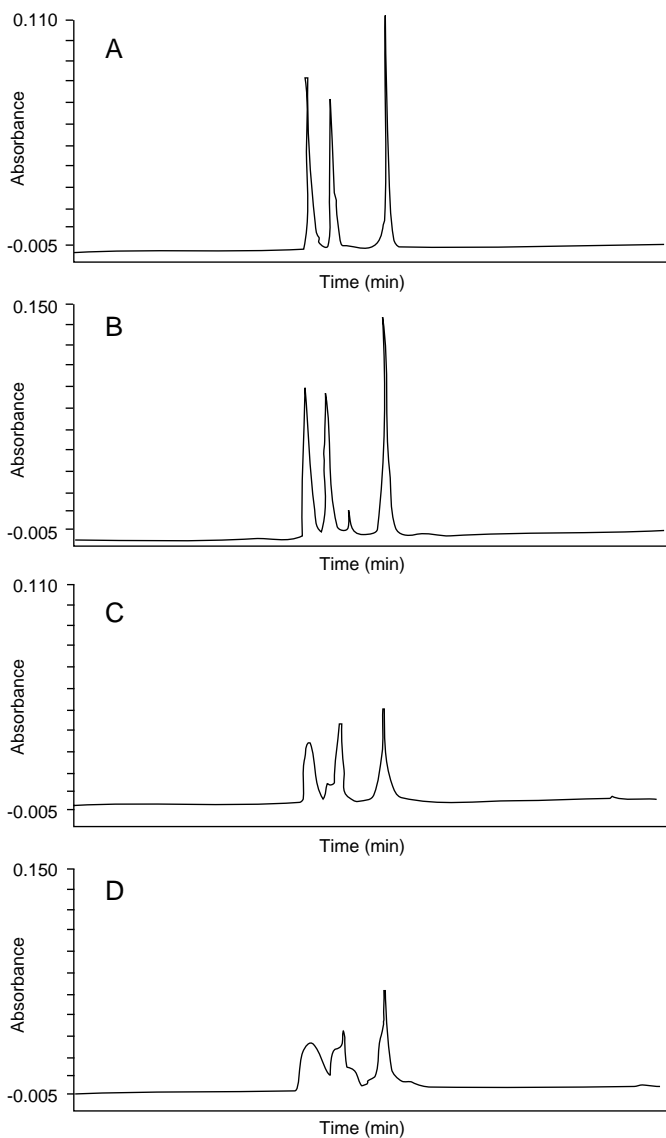 0.110
A
Absorbance
-0.005
Time (min)
0.150
B
Absorbance
-0.005
Time (min)
0.110
C
Absorbance
-0.005
Time (min)
0.150
D
Absorbance
-0.005
Time (min)